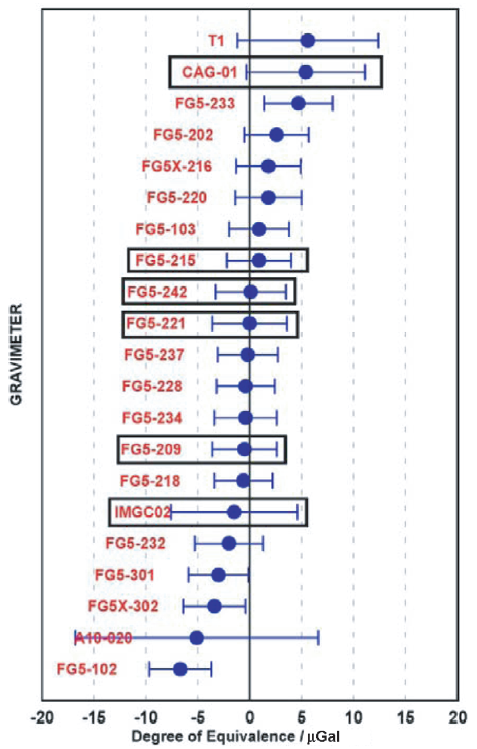 T1
CAG-01
FG5-233
FG5-202
FG5X-216
FG5-220
FG5-103
FG5-215
FG5-242
FG5-221
FG5-237
FG5-228
FG5-234
FG5-209
FG5-218
IMGC02
FG5-232
FG5-301
FG5X-302
A10-020
FG5-102
GRAVIMETER
-20 -15 -10 -5 0 5 10 15 20
Degree of Equivalence / μGal